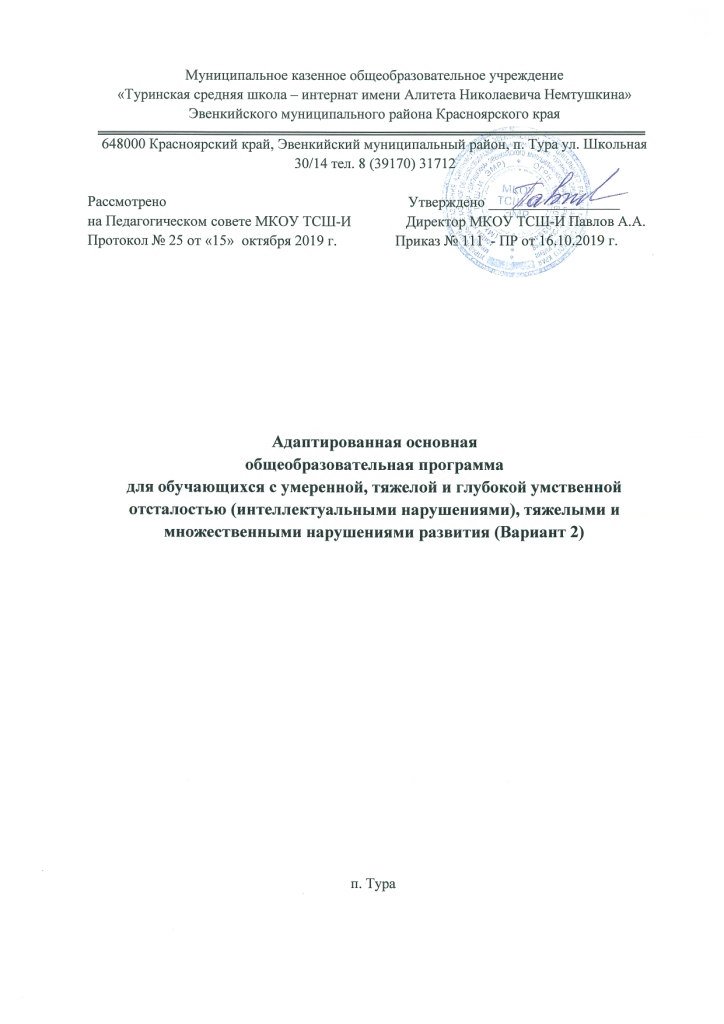 Муниципальное казенное общеобразовательное учреждение
«Туринская средняя школа – интернат имени Алитета Николаевича Немтушкина»
Эвенкийского муниципального района Красноярского края
648000 Красноярский край, Эвенкийский муниципальный район, п. Тура ул. Школьная
30/14 тел. 8 (39170) 31712
Рассмотрено Утверждено
на Педагогическом совете МКОУ ТСШ-И Директор МКОУ ТСШ-И Павлов А.А.
Протокол № 25 от «15» октября 2019 г. Приказ № 111 - ПР от 16.10.2019 г.
МКОУ
Адаптированная основная
общеобразовательная программа
для обучающихся с умеренной, тяжелой и глубокой умственной
отсталостью (интеллектуальными нарушениями), тяжелыми и
множественными нарушениями развития (Вариант 2)
п. Тура